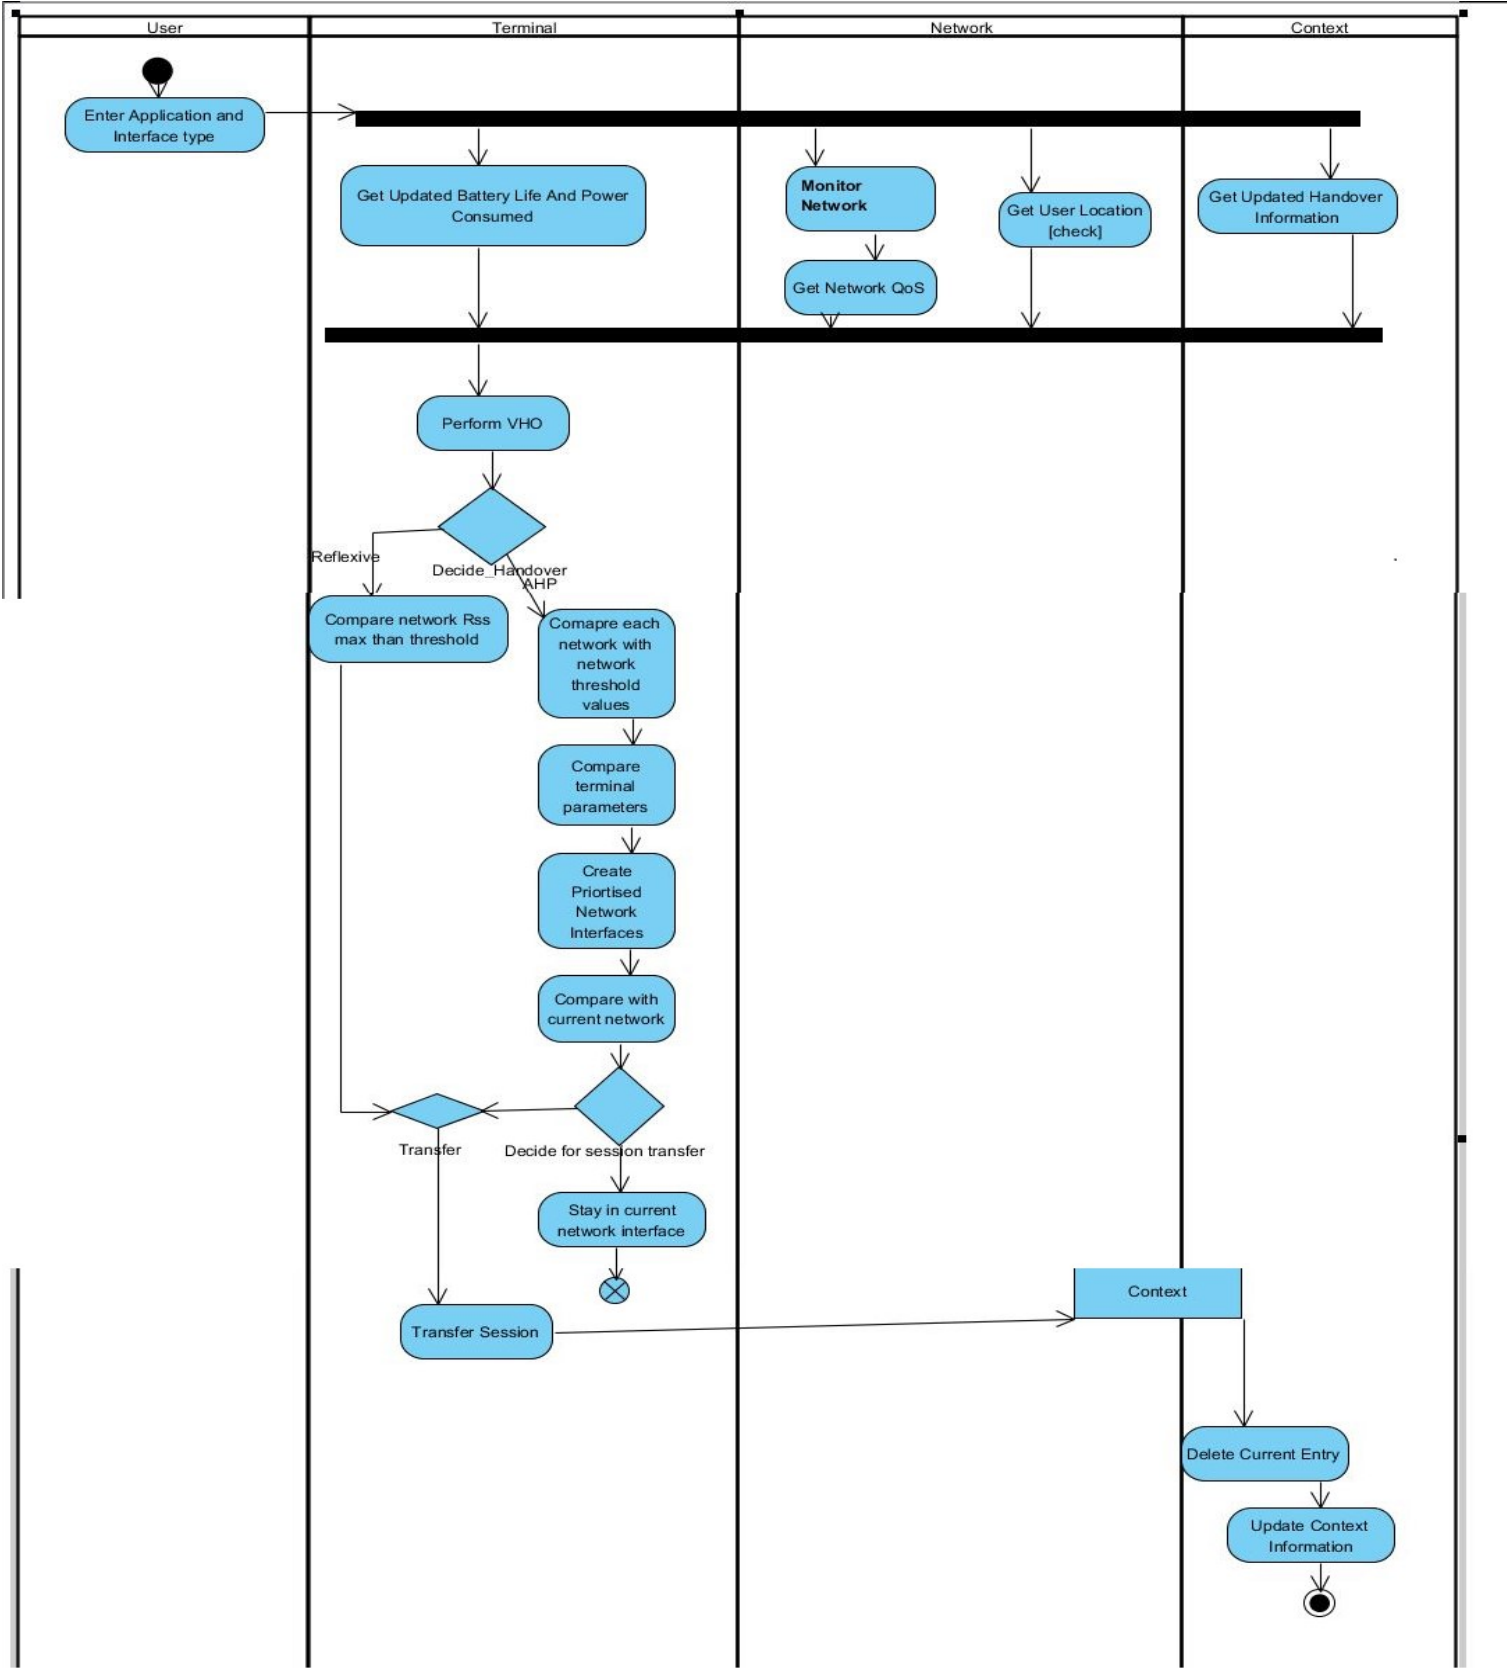 User
Terminal
Network
Context
Enter Application and
Interface type
Get Updated Battery Life And Power
Consumed
Monitor
Network
Get User Location
[check]
Get Updated Handover
Information
Get Network QoS
Perform VHO
Reflexive
Decide_Handover
AHP
Compare network Rss
max than threshold
Comapre each
network with
network
threshold
values
Compare
terminal
parameters
Create
Priortised
Network
Interfaces
Compare with
current network
Transfer
Decide for session transfer
Stay in current
network interface
Context
Transfer Session
Delete Current Entry
Update Context
Information